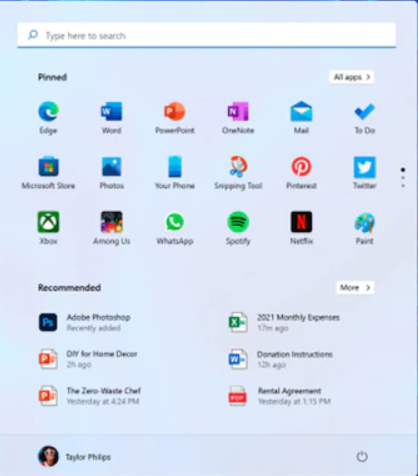 Type here to search
Pinned
All apps >
Edge Word PowerPoint OneNote Mail To Do
Microsoft Store Photos Your Phone Snipping Tool Pinterest Twitter
Xbox Among Us WhatsApp Spotify Netflix Paint
Recommended
More >
Adobe Photoshop
Recently added
2021 Monthly Expenses
17m ago
DIY for Home Decor
2h ago
Donation Instructions
12h ago
The Zero-Waste Chef
Yesterday at 4:24 PM
Rental Agreement
Yesterday at 1:15 PM
Taylor Philips